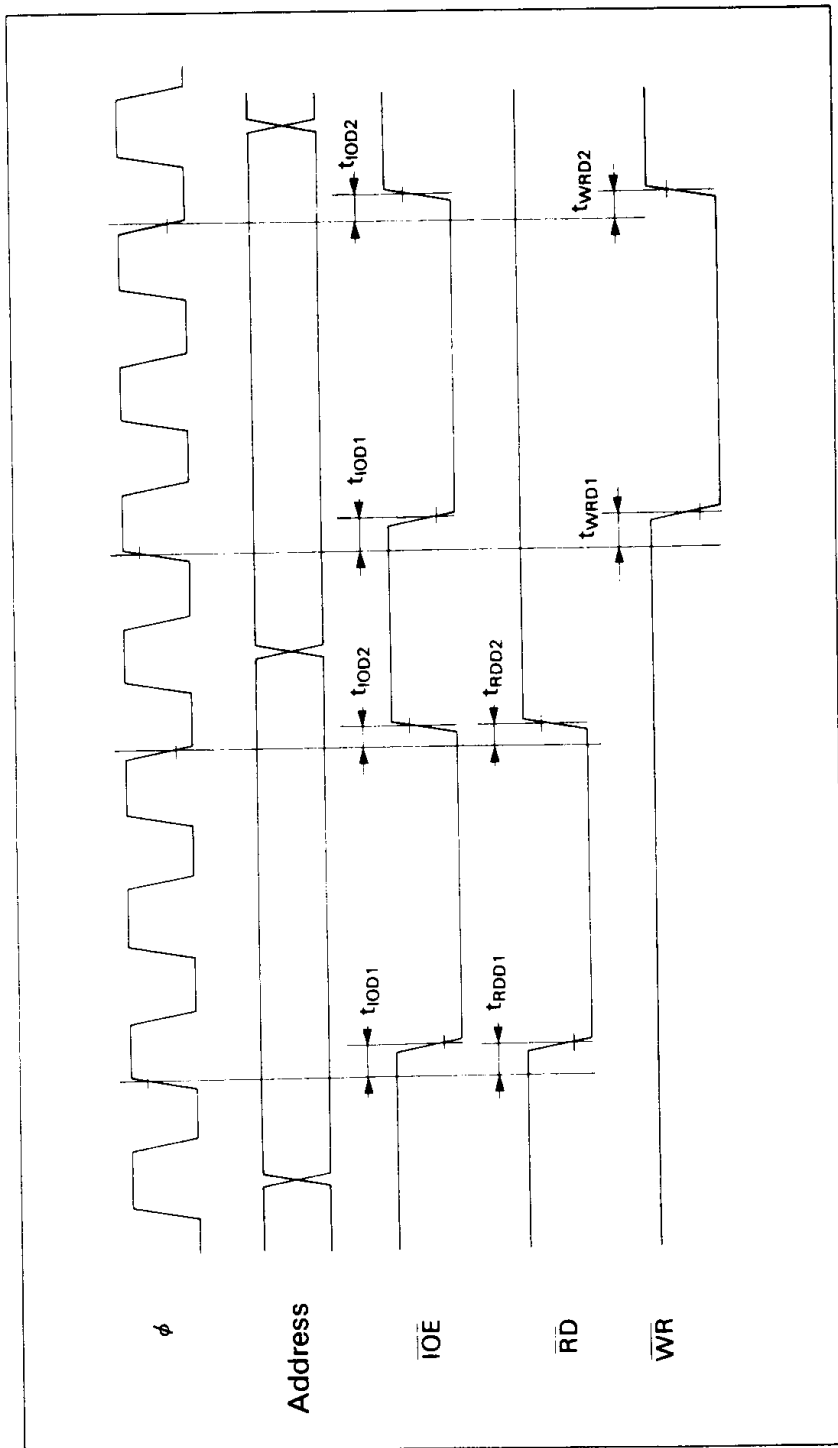 φ
Address
IOE
tIOD1
tIOD2
tIOD1
tIOD2
RD
tRDD1
tRDD2
WR
tWRD1
tWRD2